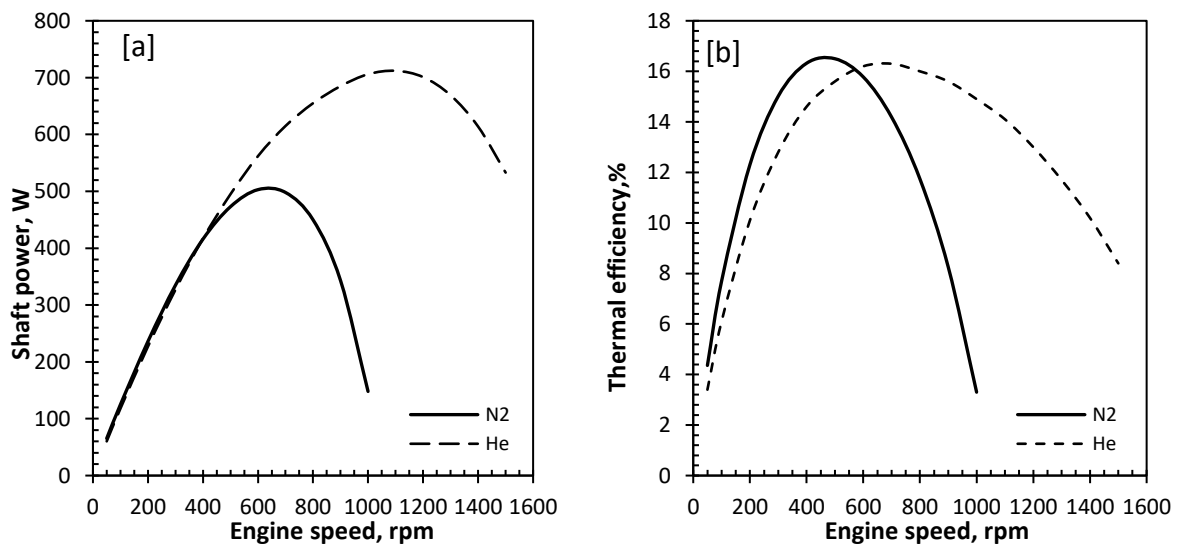 [a]
Shaft power, W
800
700
600
500
400
300
200
100
0
0 200 400 600 800 1000 1200 1400 1600
Engine speed, rpm
N2
He
[b]
Thermal efficiency,%
18
16
14
12
10
8
6
4
2
0
0 200 400 600 800 1000 1200 1400 1600
Engine speed, rpm
N2
He